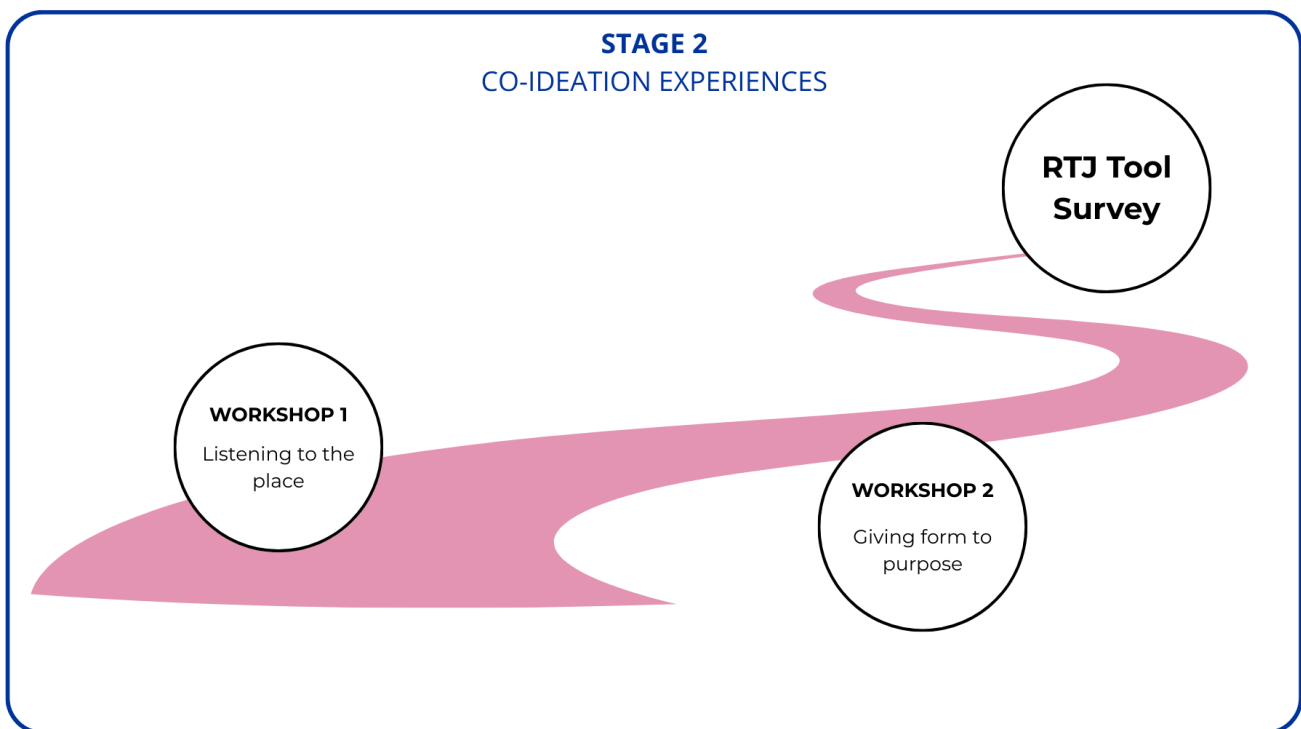 STAGE 2
CO-IDEATION EXPERIENCES
RTJ Tool
Survey
WORKSHOP 1
Listening to the
place
WORKSHOP 2
Giving form to
purpose